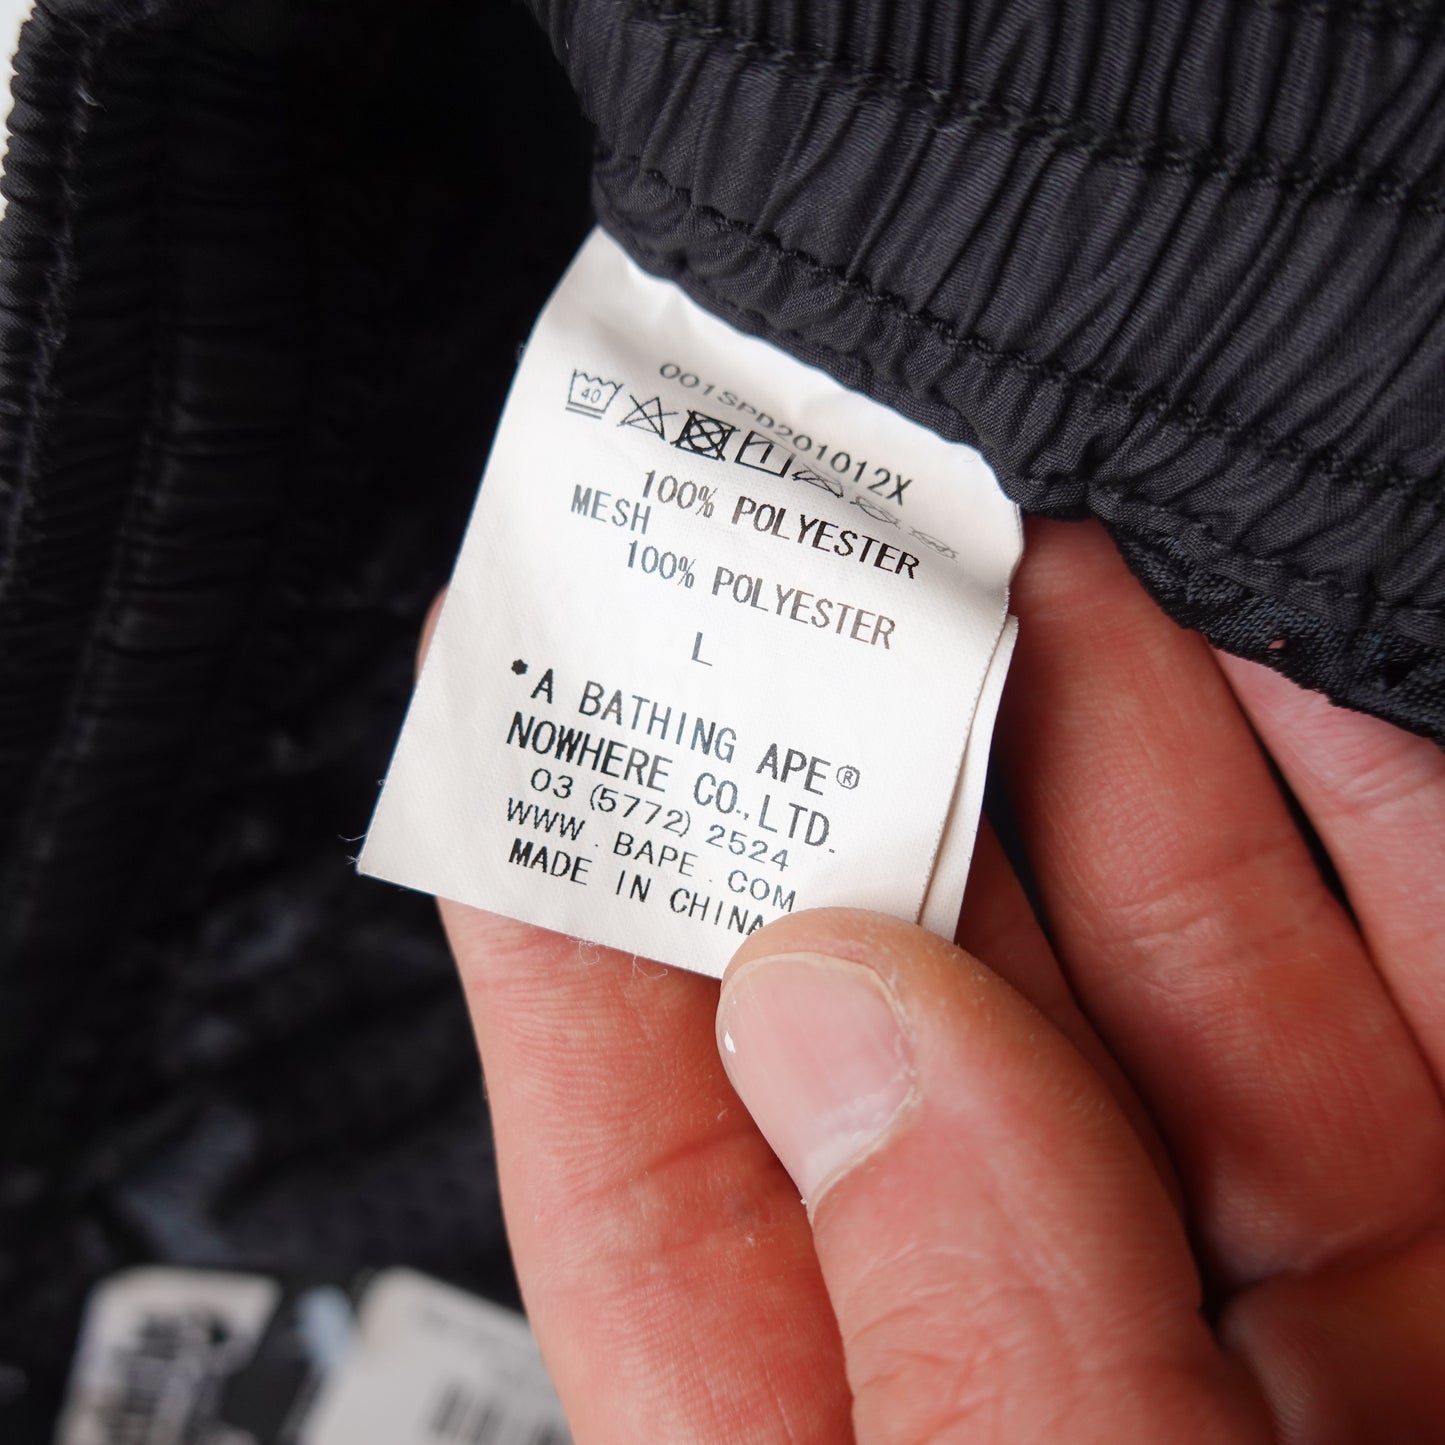 001SPD201012X
40
100% POLYESTER
MESH
100% POLYESTER
L
*A BATHING APE®
NOWHERE CO.,LTD.
03 (5772) 2524
WWW.BAPE.COM
MADE IN CHINA